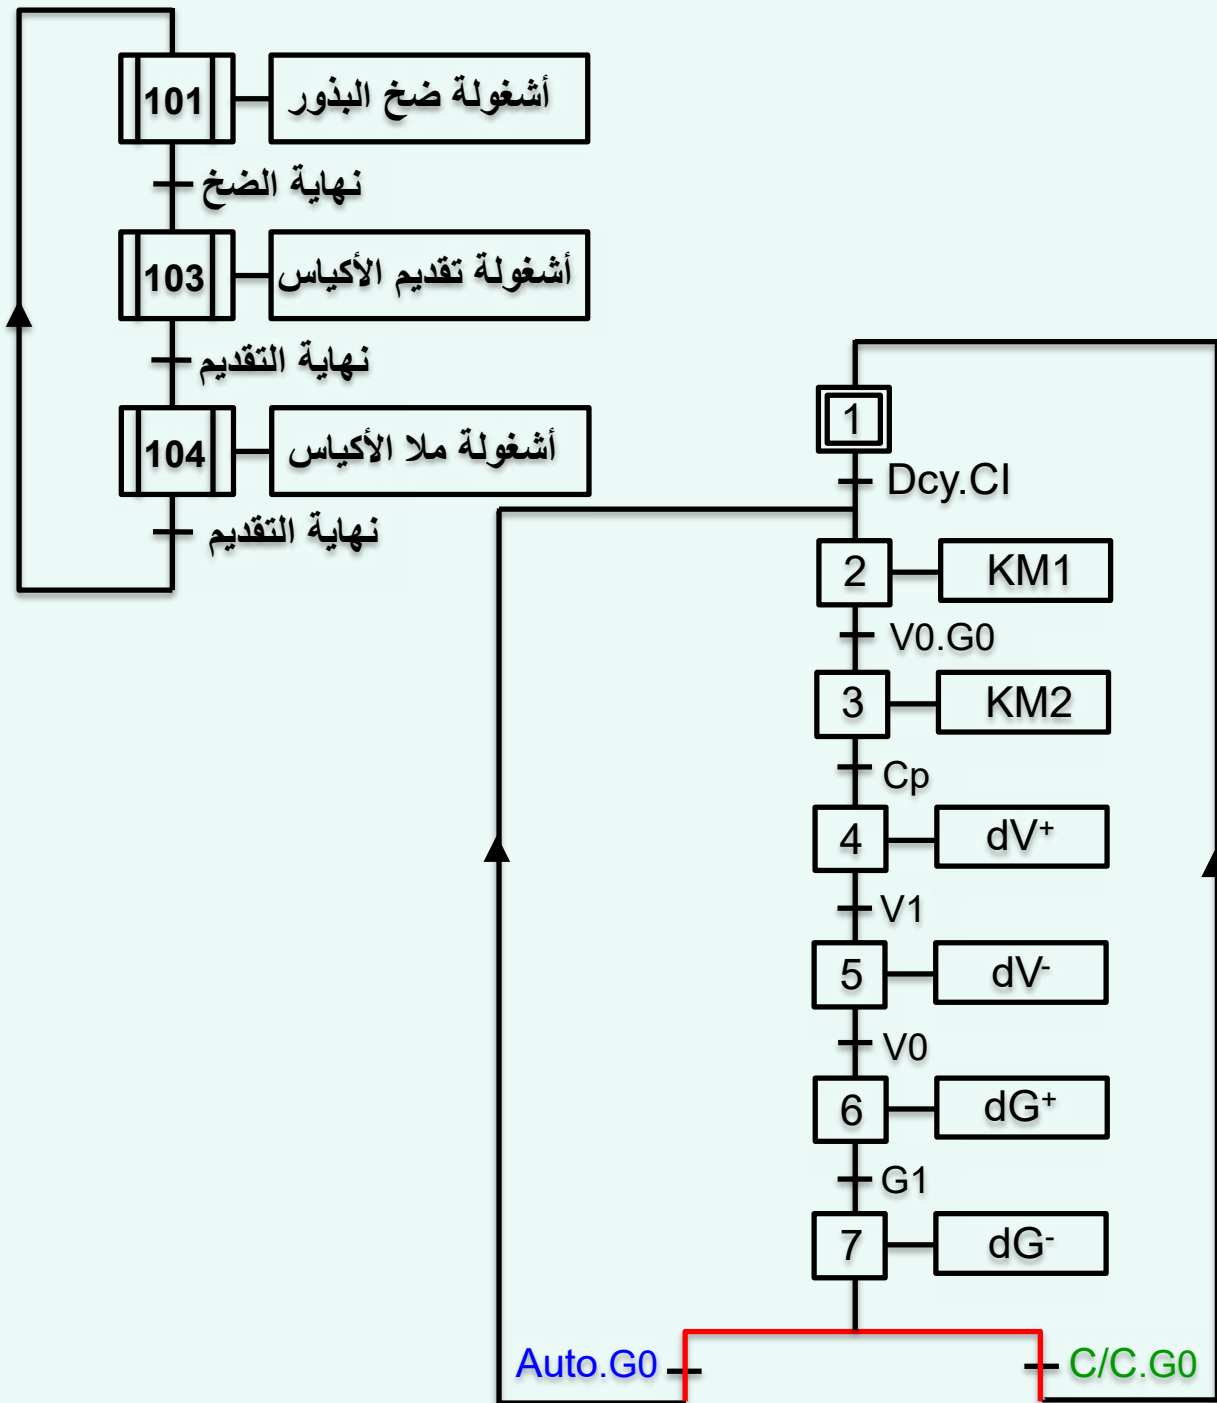 101 أشغولة ضخ البذور
نهاية الضخ
103 أشغولة تقديم الأكياس
نهاية التقديم
104 أشغولة ملا الأكياس
نهاية التقديم
1
Dcy.CI
2 KM1
V0.G0
3 KM2
Cp
4 dV⁺
V1
5 dV⁻
V0
6 dG⁺
G1
7 dG⁻
Auto.G0 C/C.G0